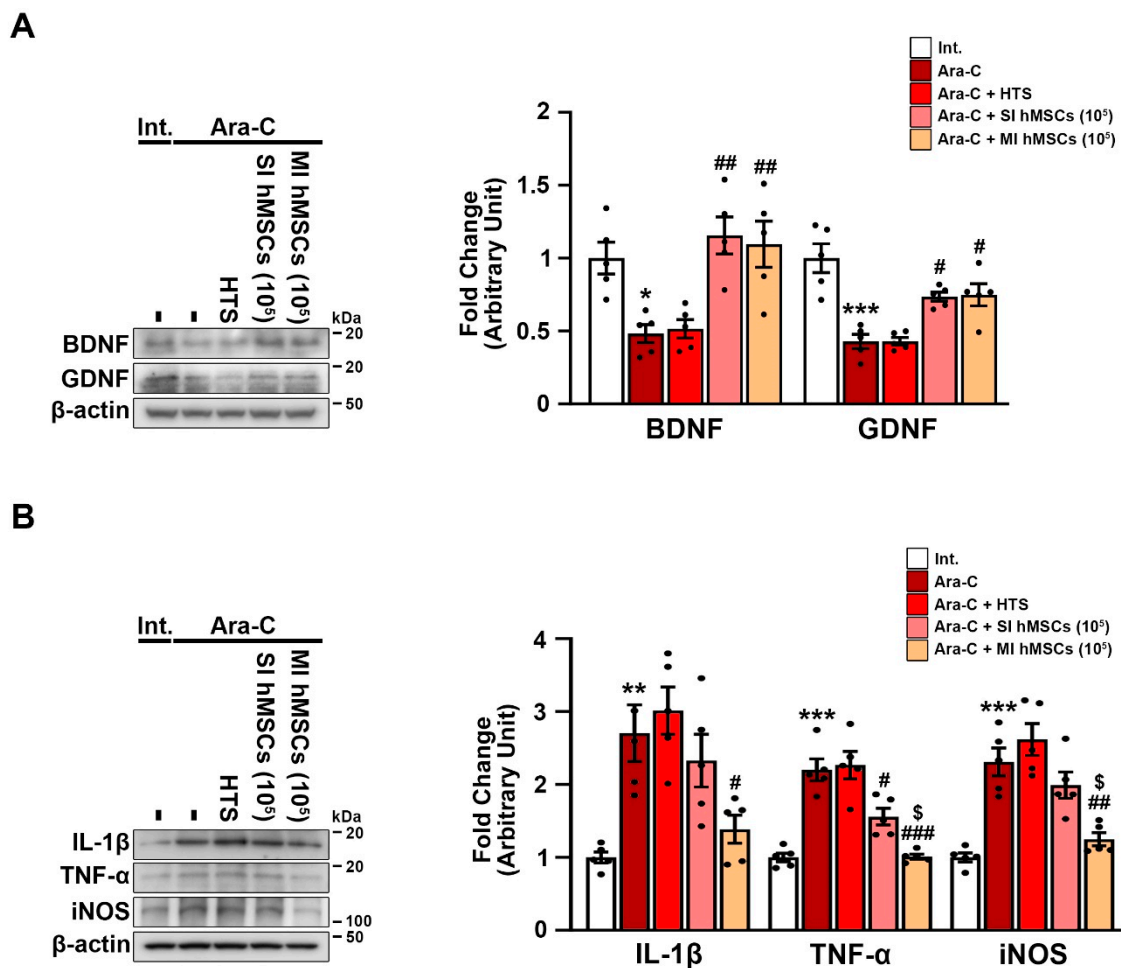 A
Int.
Ara-C
HTS
SI hMSCs (10⁵)
MI hMSCs (10⁵)
kDa
BDNF
20
GDNF
20
β-actin
50
Int.
Ara-C
Ara-C + HTS
Ara-C + SI hMSCs (10⁵)
Ara-C + MI hMSCs (10⁵)
Fold Change
(Arbitrary Unit)
2
1.5
1
0.5
0
*
##
##
***
#
#
BDNF
GDNF
B
Int.
Ara-C
HTS
SI hMSCs (10⁵)
MI hMSCs (10⁵)
kDa
IL-1β
20
TNF-α
20
iNOS
100
β-actin
50
Int.
Ara-C
Ara-C + HTS
Ara-C + SI hMSCs (10⁵)
Ara-C + MI hMSCs (10⁵)
Fold Change
(Arbitrary Unit)
4
3
2
1
0
**
#
***
#
$
###
***
$
##
IL-1β
TNF-α
iNOS